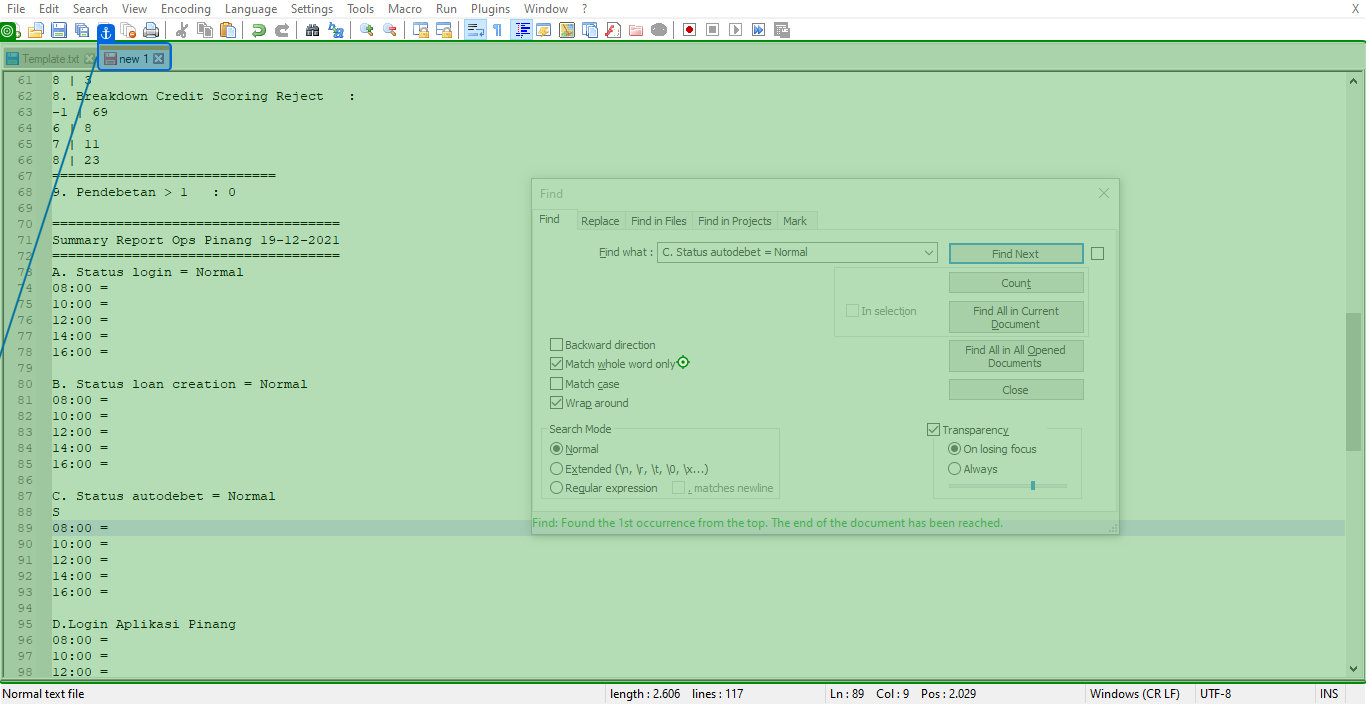 File Edit Search View Encoding Language Settings Tools Macro Run Plugins Window ? X
Template.txt new 1
61 8 | 3
62 8. Breakdown Credit Scoring Reject :
63 -1 | 69
64 6 | 8
65 7 | 11
66 8 | 23
67 ============================
68 9. Pendebetan > 1 : 0
69
70 ====================================
71 Summary Report Ops Pinang 19-12-2021
72 ====================================
73 A. Status login = Normal
74 08:00 =
75 10:00 =
76 12:00 =
77 14:00 =
78 16:00 =
79
80 B. Status loan creation = Normal
81 08:00 =
82 10:00 =
83 12:00 =
84 14:00 =
85 16:00 =
86
87 C. Status autodebet = Normal
88 S
89 08:00 =
90 10:00 =
91 12:00 =
92 14:00 =
93 16:00 =
94
95 D.Login Aplikasi Pinang
96 08:00 =
97 10:00 =
98 12:00 =
Find
Find Replace Find in Files Find in Projects Mark
Find what : C. Status autodebet = Normal Find Next
Count
In selection Find All in Current
Document
Backward direction Find All in All Opened
Match whole word only Documents
Match case Close
Wrap around
Search Mode Transparency
Normal On losing focus
Extended (\n, \r, \t, \0, \x...) Always
Regular expression . matches newline
Find: Found the 1st occurrence from the top. The end of the document has been reached.
Normal text file length : 2.606 lines : 117 Ln : 89 Col : 9 Pos : 2.029 Windows (CR LF) UTF-8 INS